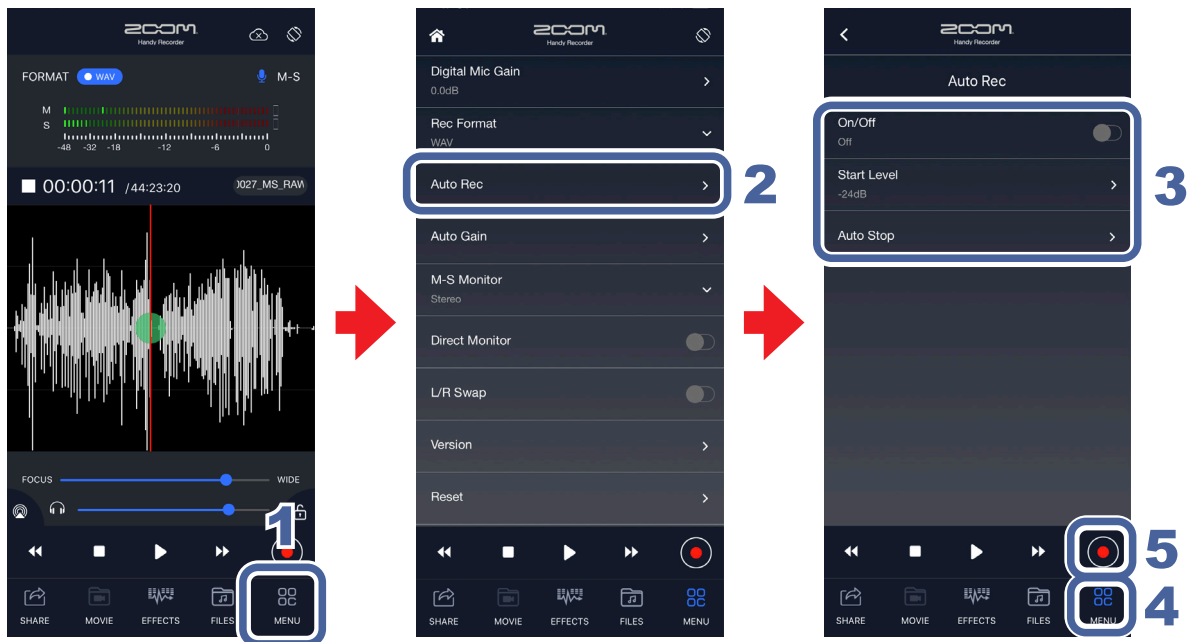 zoom
Handy Recorder
FORMAT WAV M-S
M
S
-48 -32 -18 -12 -6 0
00:00:11 /44:23:20
0027_MS_RAW
FOCUS WIDE
1
SHARE MOVIE EFFECTS FILES MENU
zoom
Handy Recorder
Digital Mic Gain
0.0dB
Rec Format
WAV
Auto Rec
2
Auto Gain
M-S Monitor
Stereo
Direct Monitor
L/R Swap
Version
Reset
SHARE MOVIE EFFECTS FILES MENU
zoom
Handy Recorder
Auto Rec
On/Off
Off
Start Level
-24dB
Auto Stop
3
5
4
SHARE MOVIE EFFECTS FILES MENU